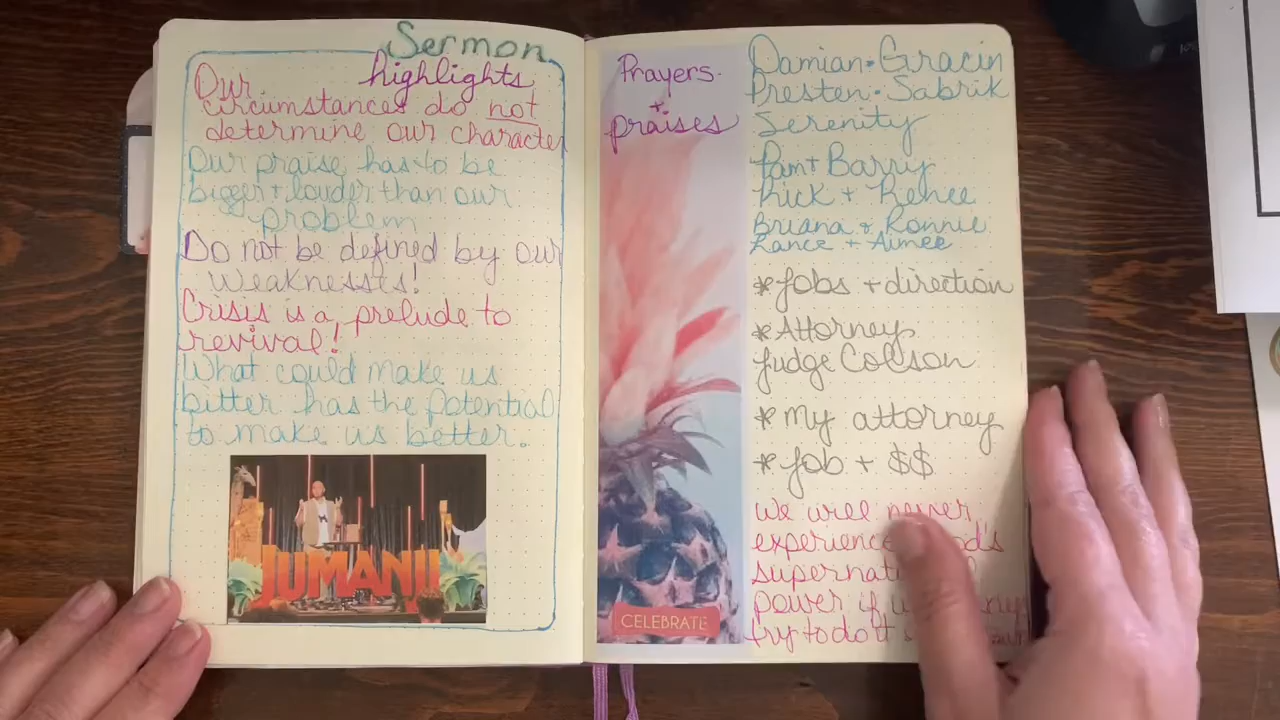 Sermon
highlights
Our
circumstances do not
determine our character
Our praise has to be
bigger + louder than our
problem
Do not be defined by our
weaknesses!
Crisis is a prelude to
revival!
What could make us
bitter has the potential
to make us better.
JUMANJI
Prayers
+
praises
CELEBRATE
Damian • Gracin
Presten • Sabrik
Serenity
Pam + Barry
Rick + Renee
Briana + Ronnie
Lance + Aimee
* Jobs + direction
* Attorney
Judge Colson
* My attorney
* Job + $$
We will never
experience God's
power if
try to do it